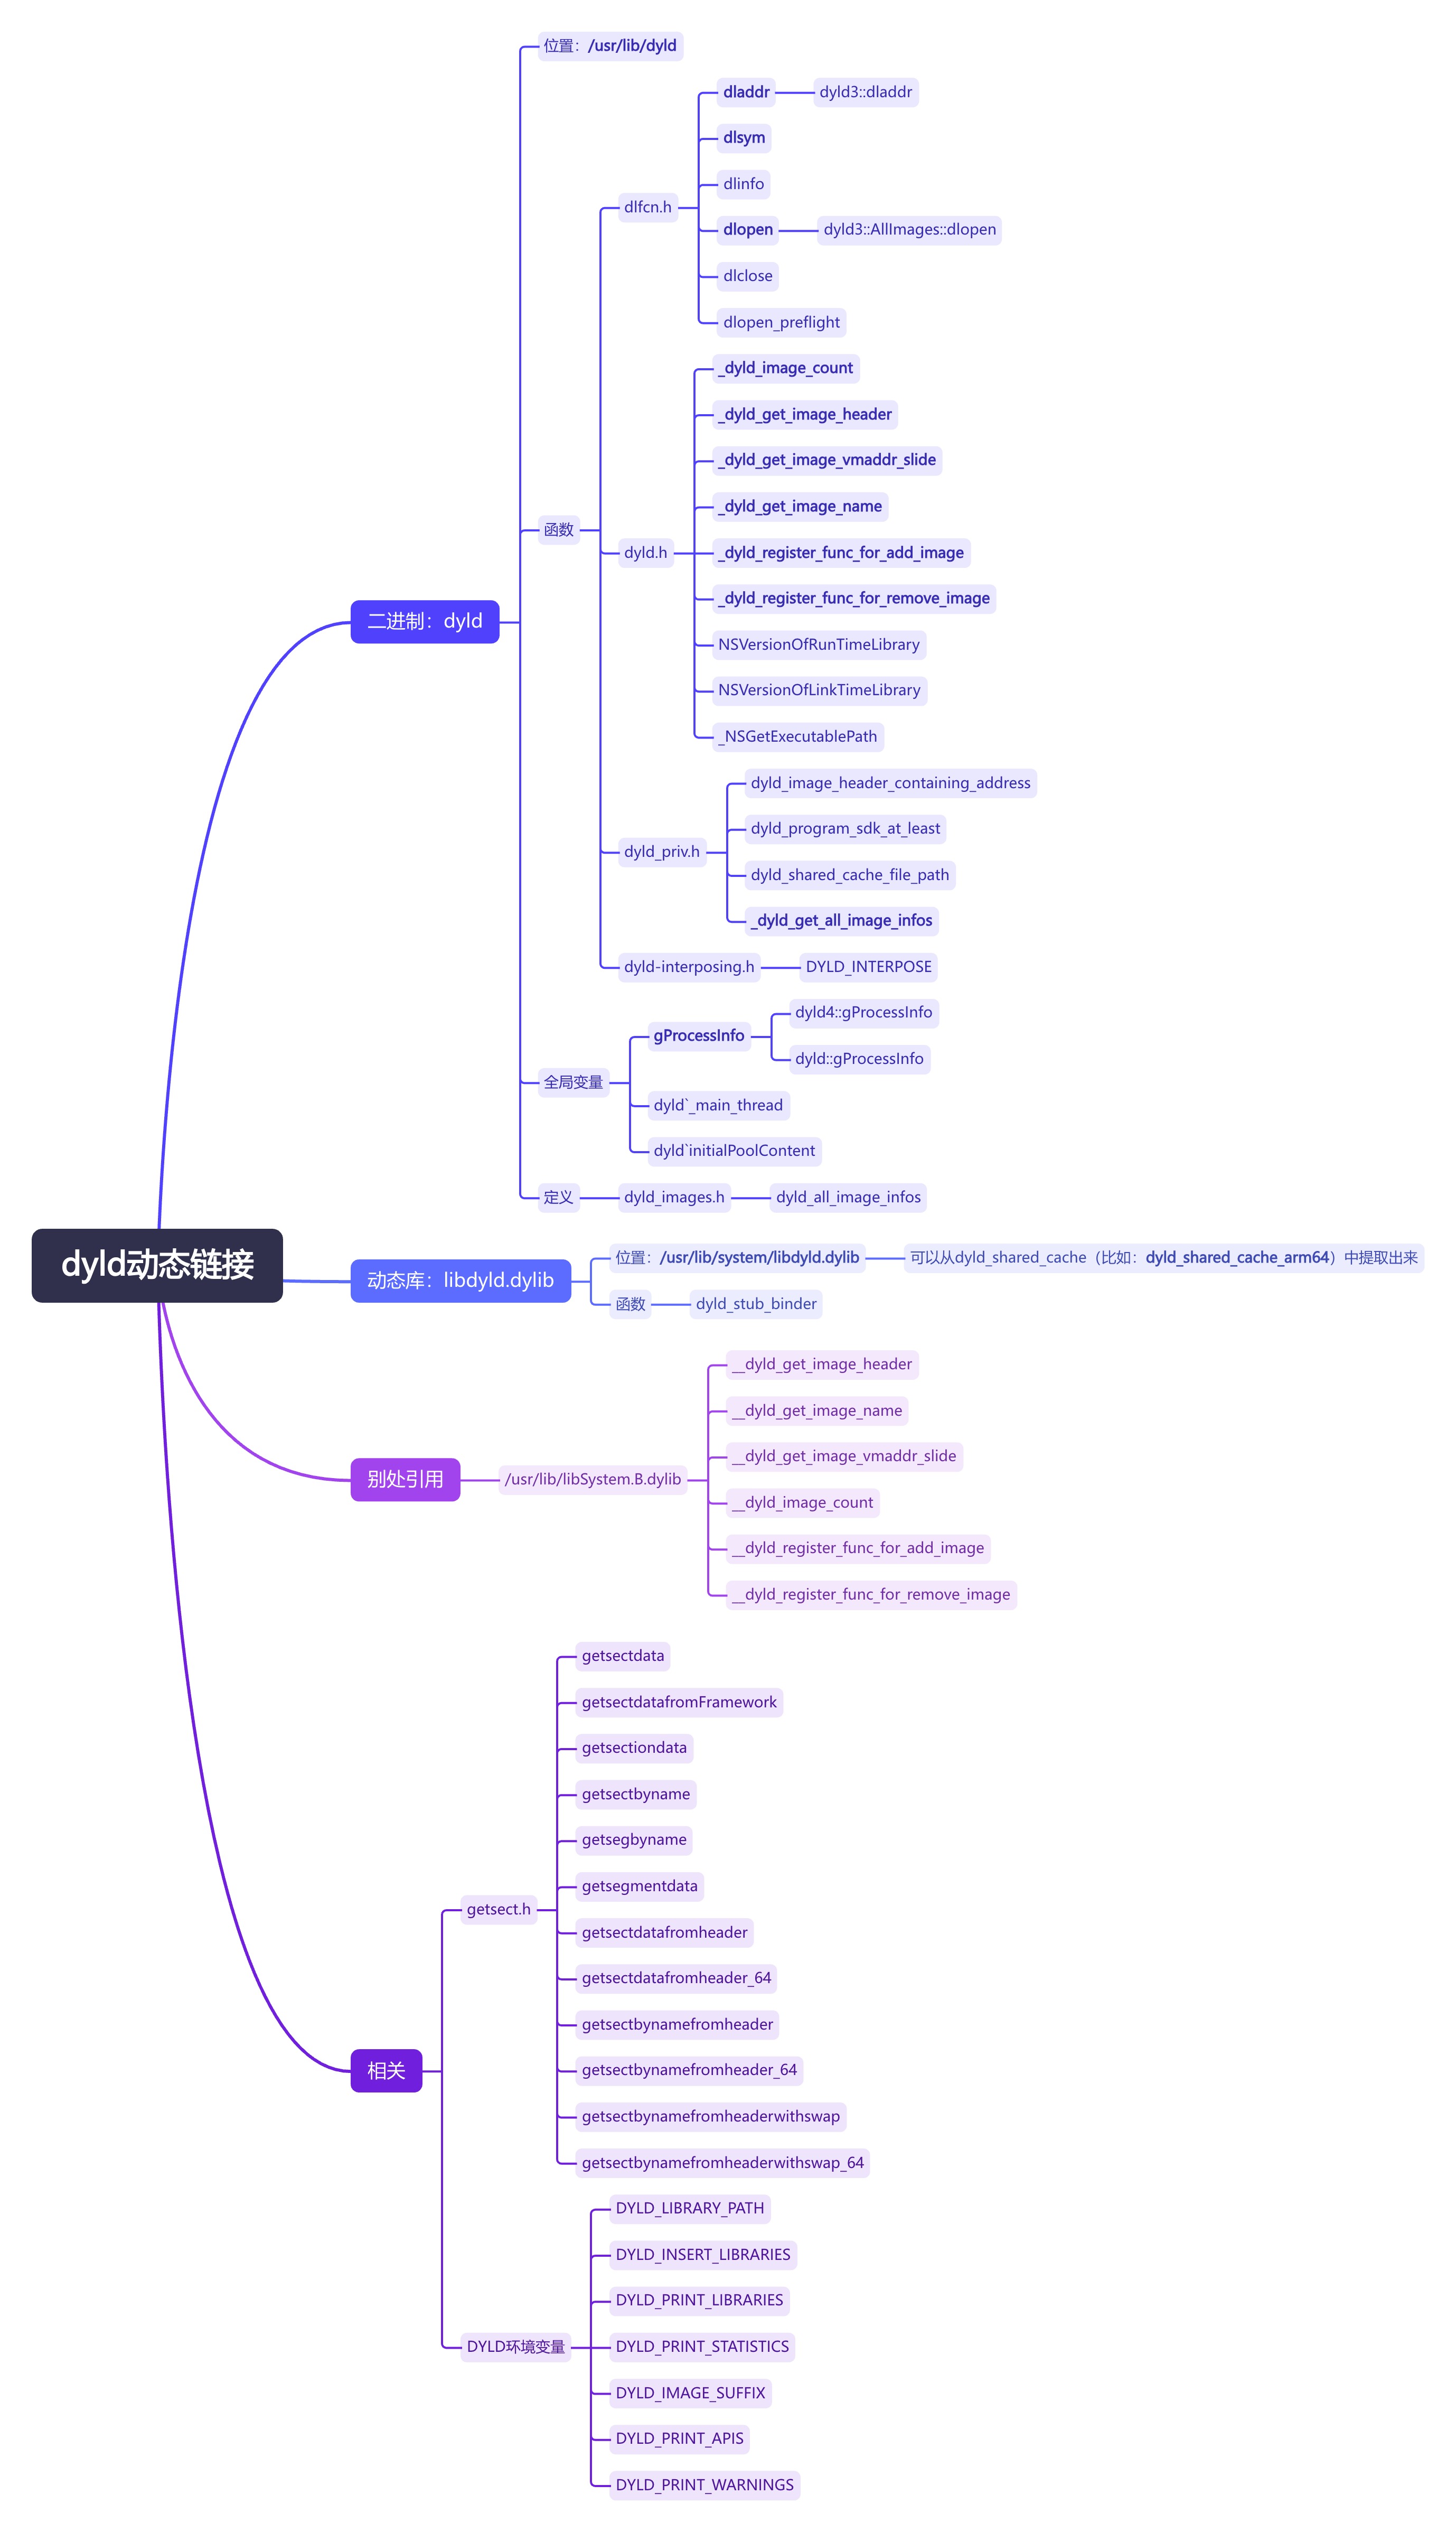 dyld动态链接
二进制：dyld
位置：/usr/lib/dyld
函数
dlfcn.h
dladdr
dyld3::dladdr
dlsym
dlinfo
dlopen
dyld3::AllImages::dlopen
dlclose
dlopen_preflight
dyld.h
_dyld_image_count
_dyld_get_image_header
_dyld_get_image_vmaddr_slide
_dyld_get_image_name
_dyld_register_func_for_add_image
_dyld_register_func_for_remove_image
NSVersionOfRunTimeLibrary
NSVersionOfLinkTimeLibrary
_NSGetExecutablePath
dyld_priv.h
dyld_image_header_containing_address
dyld_program_sdk_at_least
dyld_shared_cache_file_path
_dyld_get_all_image_infos
dyld-interposing.h
DYLD_INTERPOSE
全局变量
gProcessInfo
dyld4::gProcessInfo
dyld::gProcessInfo
dyld`_main_thread
dyld`initialPoolContent
定义
dyld_images.h
dyld_all_image_infos
动态库：libdyld.dylib
位置：/usr/lib/system/libdyld.dylib
可以从dyld_shared_cache（比如：dyld_shared_cache_arm64）中提取出来
函数
dyld_stub_binder
别处引用
/usr/lib/libSystem.B.dylib
__dyld_get_image_header
__dyld_get_image_name
__dyld_get_image_vmaddr_slide
__dyld_image_count
__dyld_register_func_for_add_image
__dyld_register_func_for_remove_image
相关
getsect.h
getsectdata
getsectdatafromFramework
getsectiondata
getsectbyname
getsegbyname
getsegmentdata
getsectdatafromheader
getsectdatafromheader_64
getsectbynamefromheader
getsectbynamefromheader_64
getsectbynamefromheaderwithswap
getsectbynamefromheaderwithswap_64
DYLD环境变量
DYLD_LIBRARY_PATH
DYLD_INSERT_LIBRARIES
DYLD_PRINT_LIBRARIES
DYLD_PRINT_STATISTICS
DYLD_IMAGE_SUFFIX
DYLD_PRINT_APIS
DYLD_PRINT_WARNINGS